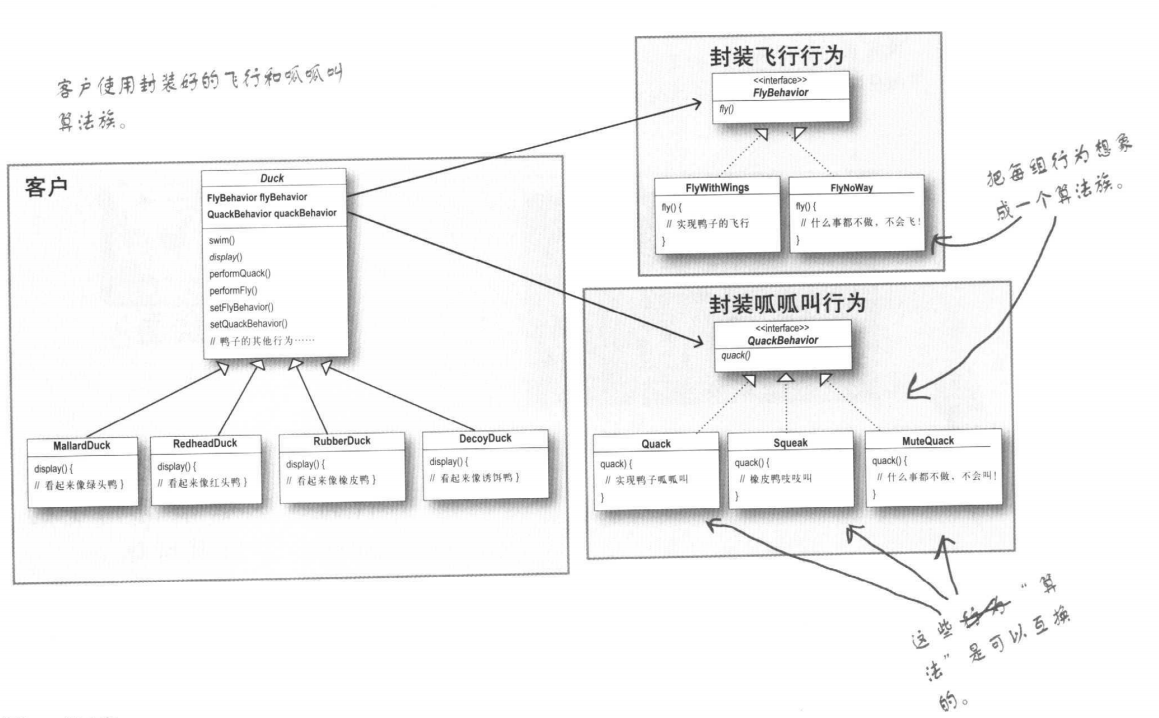 客户使用封装好的飞行和呱呱叫
算法族。
客户
Duck
FlyBehavior flyBehavior
QuackBehavior quackBehavior
swim()
display()
performQuack()
performFly()
setFlyBehavior()
setQuackBehavior()
// 鸭子的其他行为……
MallardDuck
display() {
// 看起来像绿头鸭 }
RedheadDuck
display() {
// 看起来像红头鸭 }
RubberDuck
display() {
// 看起来像橡皮鸭 }
DecoyDuck
display() {
// 看起来像诱饵鸭 }
封装飞行行为
<<interface>>
FlyBehavior
fly()
FlyWithWings
fly() {
// 实现鸭子的飞行
}
FlyNoWay
fly() {
// 什么事都不做，不会飞！
}
把每组行为想象
成一个算法族。
封装呱呱叫行为
<<interface>>
QuackBehavior
quack()
Quack
quack) {
// 实现鸭子呱呱叫
}
Squeak
quack() {
// 橡皮鸭吱吱叫
}
MuteQuack
quack() {
// 什么事都不做，不会叫！
}
这些行为“算
法”是可以互换
的。